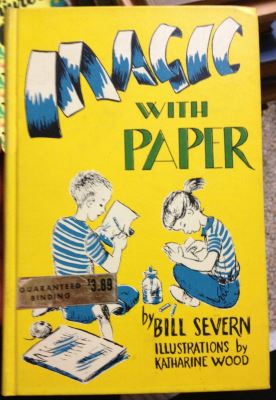 MAGIC
WITH
PAPER
GUARANTEED
BINDING
$3.89
by
BILL SEVERN
ILLUSTRATIONS by
KATHARINE WOOD